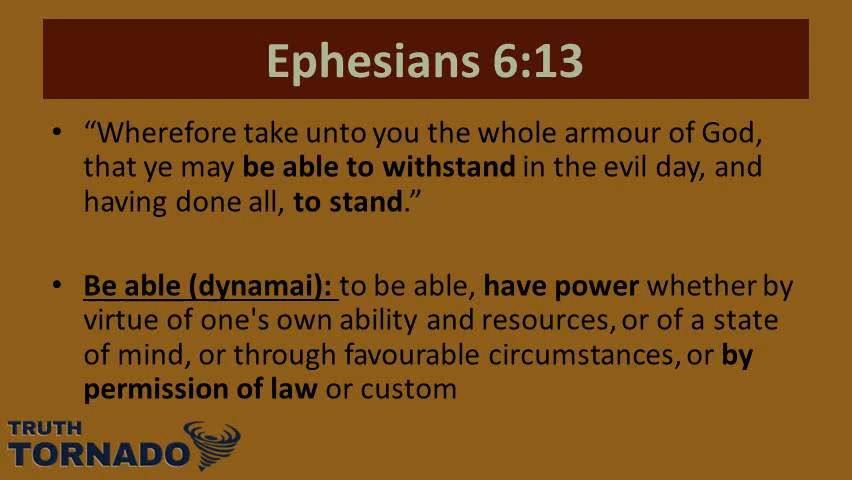 Ephesians 6:13
• “Wherefore take unto you the whole armour of God,
that ye may be able to withstand in the evil day, and
having done all, to stand.”
• Be able (dynamai): to be able, have power whether by
virtue of one's own ability and resources, or of a state
of mind, or through favourable circumstances, or by
permission of law or custom
TRUTH
TORNADO